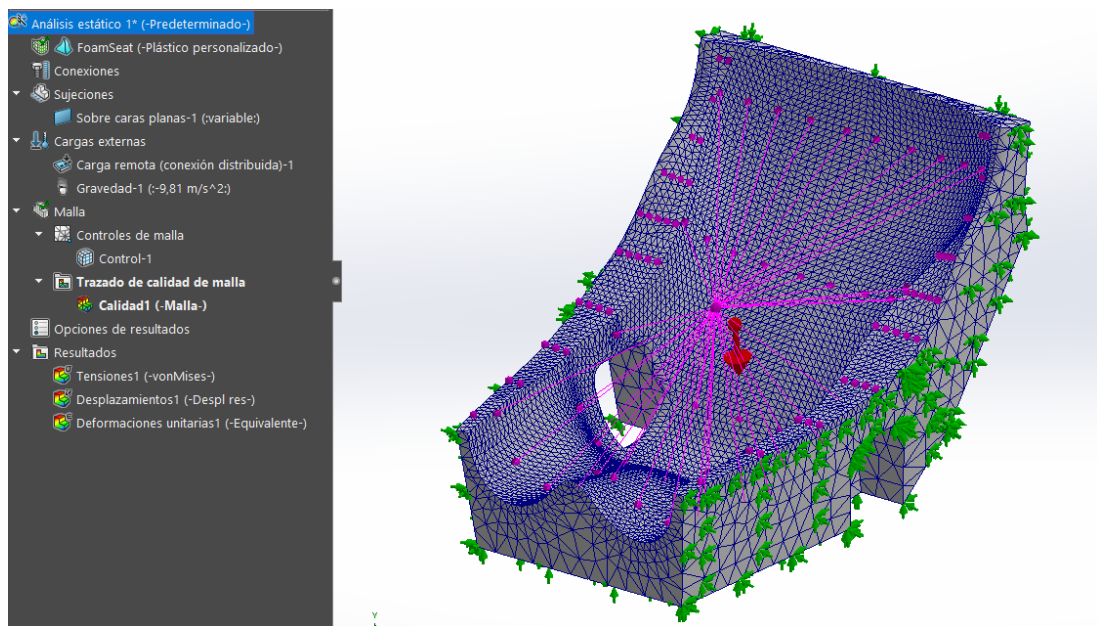 Análisis estático 1* (-Predeterminado-)
FoamSeat (-Plástico personalizado-)
Conexiones
Sujeciones
Sobre caras planas-1 (:variable:)
Cargas externas
Carga remota (conexión distribuida)-1
Gravedad-1 (:-9,81 m/s^2:)
Malla
Controles de malla
Control-1
Trazado de calidad de malla
Calidad1 (-Malla-)
Opciones de resultados
Resultados
Tensiones1 (-vonMises-)
Desplazamientos1 (-Despl res-)
Deformaciones unitarias1 (-Equivalente-)
Y